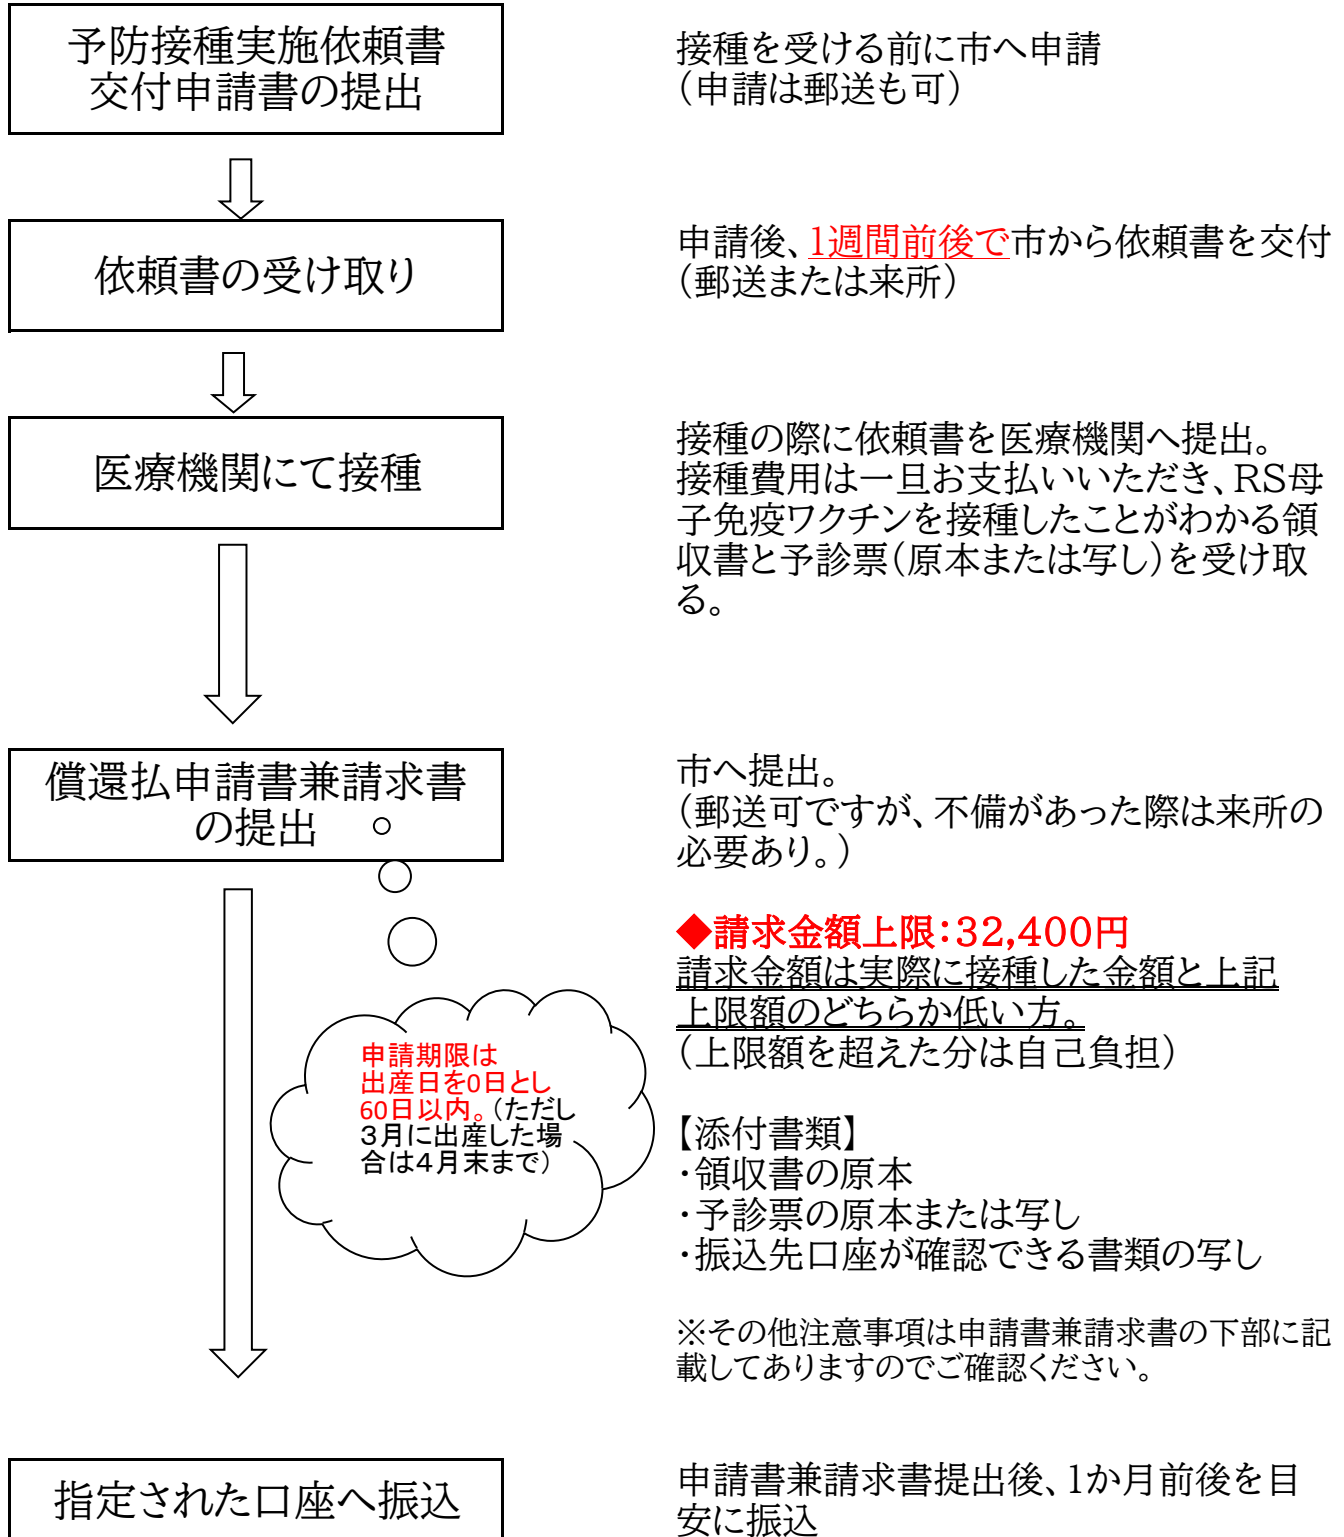 予防接種実施依頼書
交付申請書の提出
接種を受ける前に市へ申請
（申請は郵送も可）
依頼書の受け取り
申請後、1週間前後で市から依頼書を交付
（郵送または来所）
医療機関にて接種
接種の際に依頼書を医療機関へ提出。
接種費用は一旦お支払いいただき、RS母
子免疫ワクチンを接種したことがわかる領
収書と予診票（原本または写し）を受け取
る。
償還払申請書兼請求書
の提出
市へ提出。
（郵送可ですが、不備があった際は来所の
必要あり。）
◆請求金額上限：32,400円
請求金額は実際に接種した金額と上記
上限額のどちらか低い方。
（上限額を超えた分は自己負担）
申請期限は
出産日を0日とし
60日以内。（ただし
３月に出産した場
合は４月末まで）
【添付書類】
・領収書の原本
・予診票の原本または写し
・振込先口座が確認できる書類の写し
※その他注意事項は申請書兼請求書の下部に記
載してありますのでご確認ください。
指定された口座へ振込
申請書兼請求書提出後、1か月前後を目
安に振込